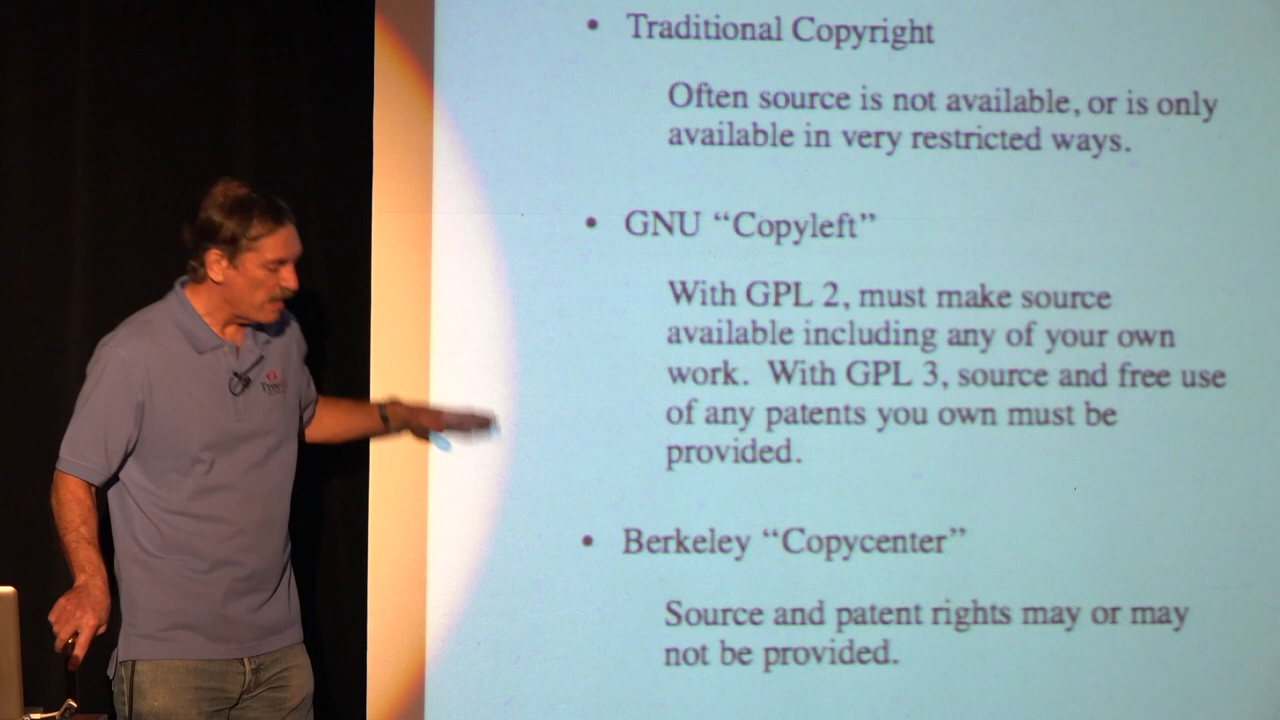 • Traditional Copyright
Often source is not available, or is only
available in very restricted ways.
• GNU “Copyleft”
With GPL 2, must make source
available including any of your own
work. With GPL 3, source and free use
of any patents you own must be
provided.
• Berkeley “Copycenter”
Source and patent rights may or may
not be provided.